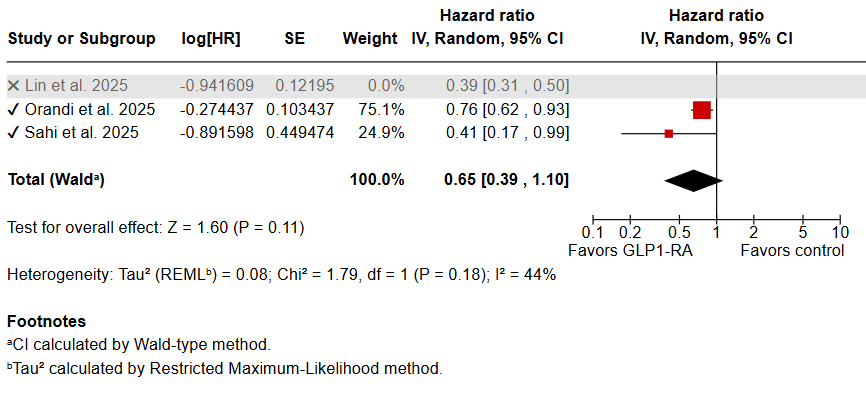 Hazard ratio Hazard ratio
Study or Subgroup log[HR] SE Weight IV, Random, 95% CI IV, Random, 95% CI
✕ Lin et al. 2025 -0.941609 0.12195 0.0% 0.39 [0.31 , 0.50]
✓ Orandi et al. 2025 -0.274437 0.103437 75.1% 0.76 [0.62 , 0.93]
✓ Sahi et al. 2025 -0.891598 0.449474 24.9% 0.41 [0.17 , 0.99]
Total (Waldᵃ) 100.0% 0.65 [0.39 , 1.10]
Test for overall effect: Z = 1.60 (P = 0.11)
0.1 0.2 0.5 1 2 5 10
Favors GLP1-RA Favors control
Heterogeneity: Tau² (REMLᵇ) = 0.08; Chi² = 1.79, df = 1 (P = 0.18); I² = 44%
Footnotes
ᵃCI calculated by Wald-type method.
ᵇTau² calculated by Restricted Maximum-Likelihood method.